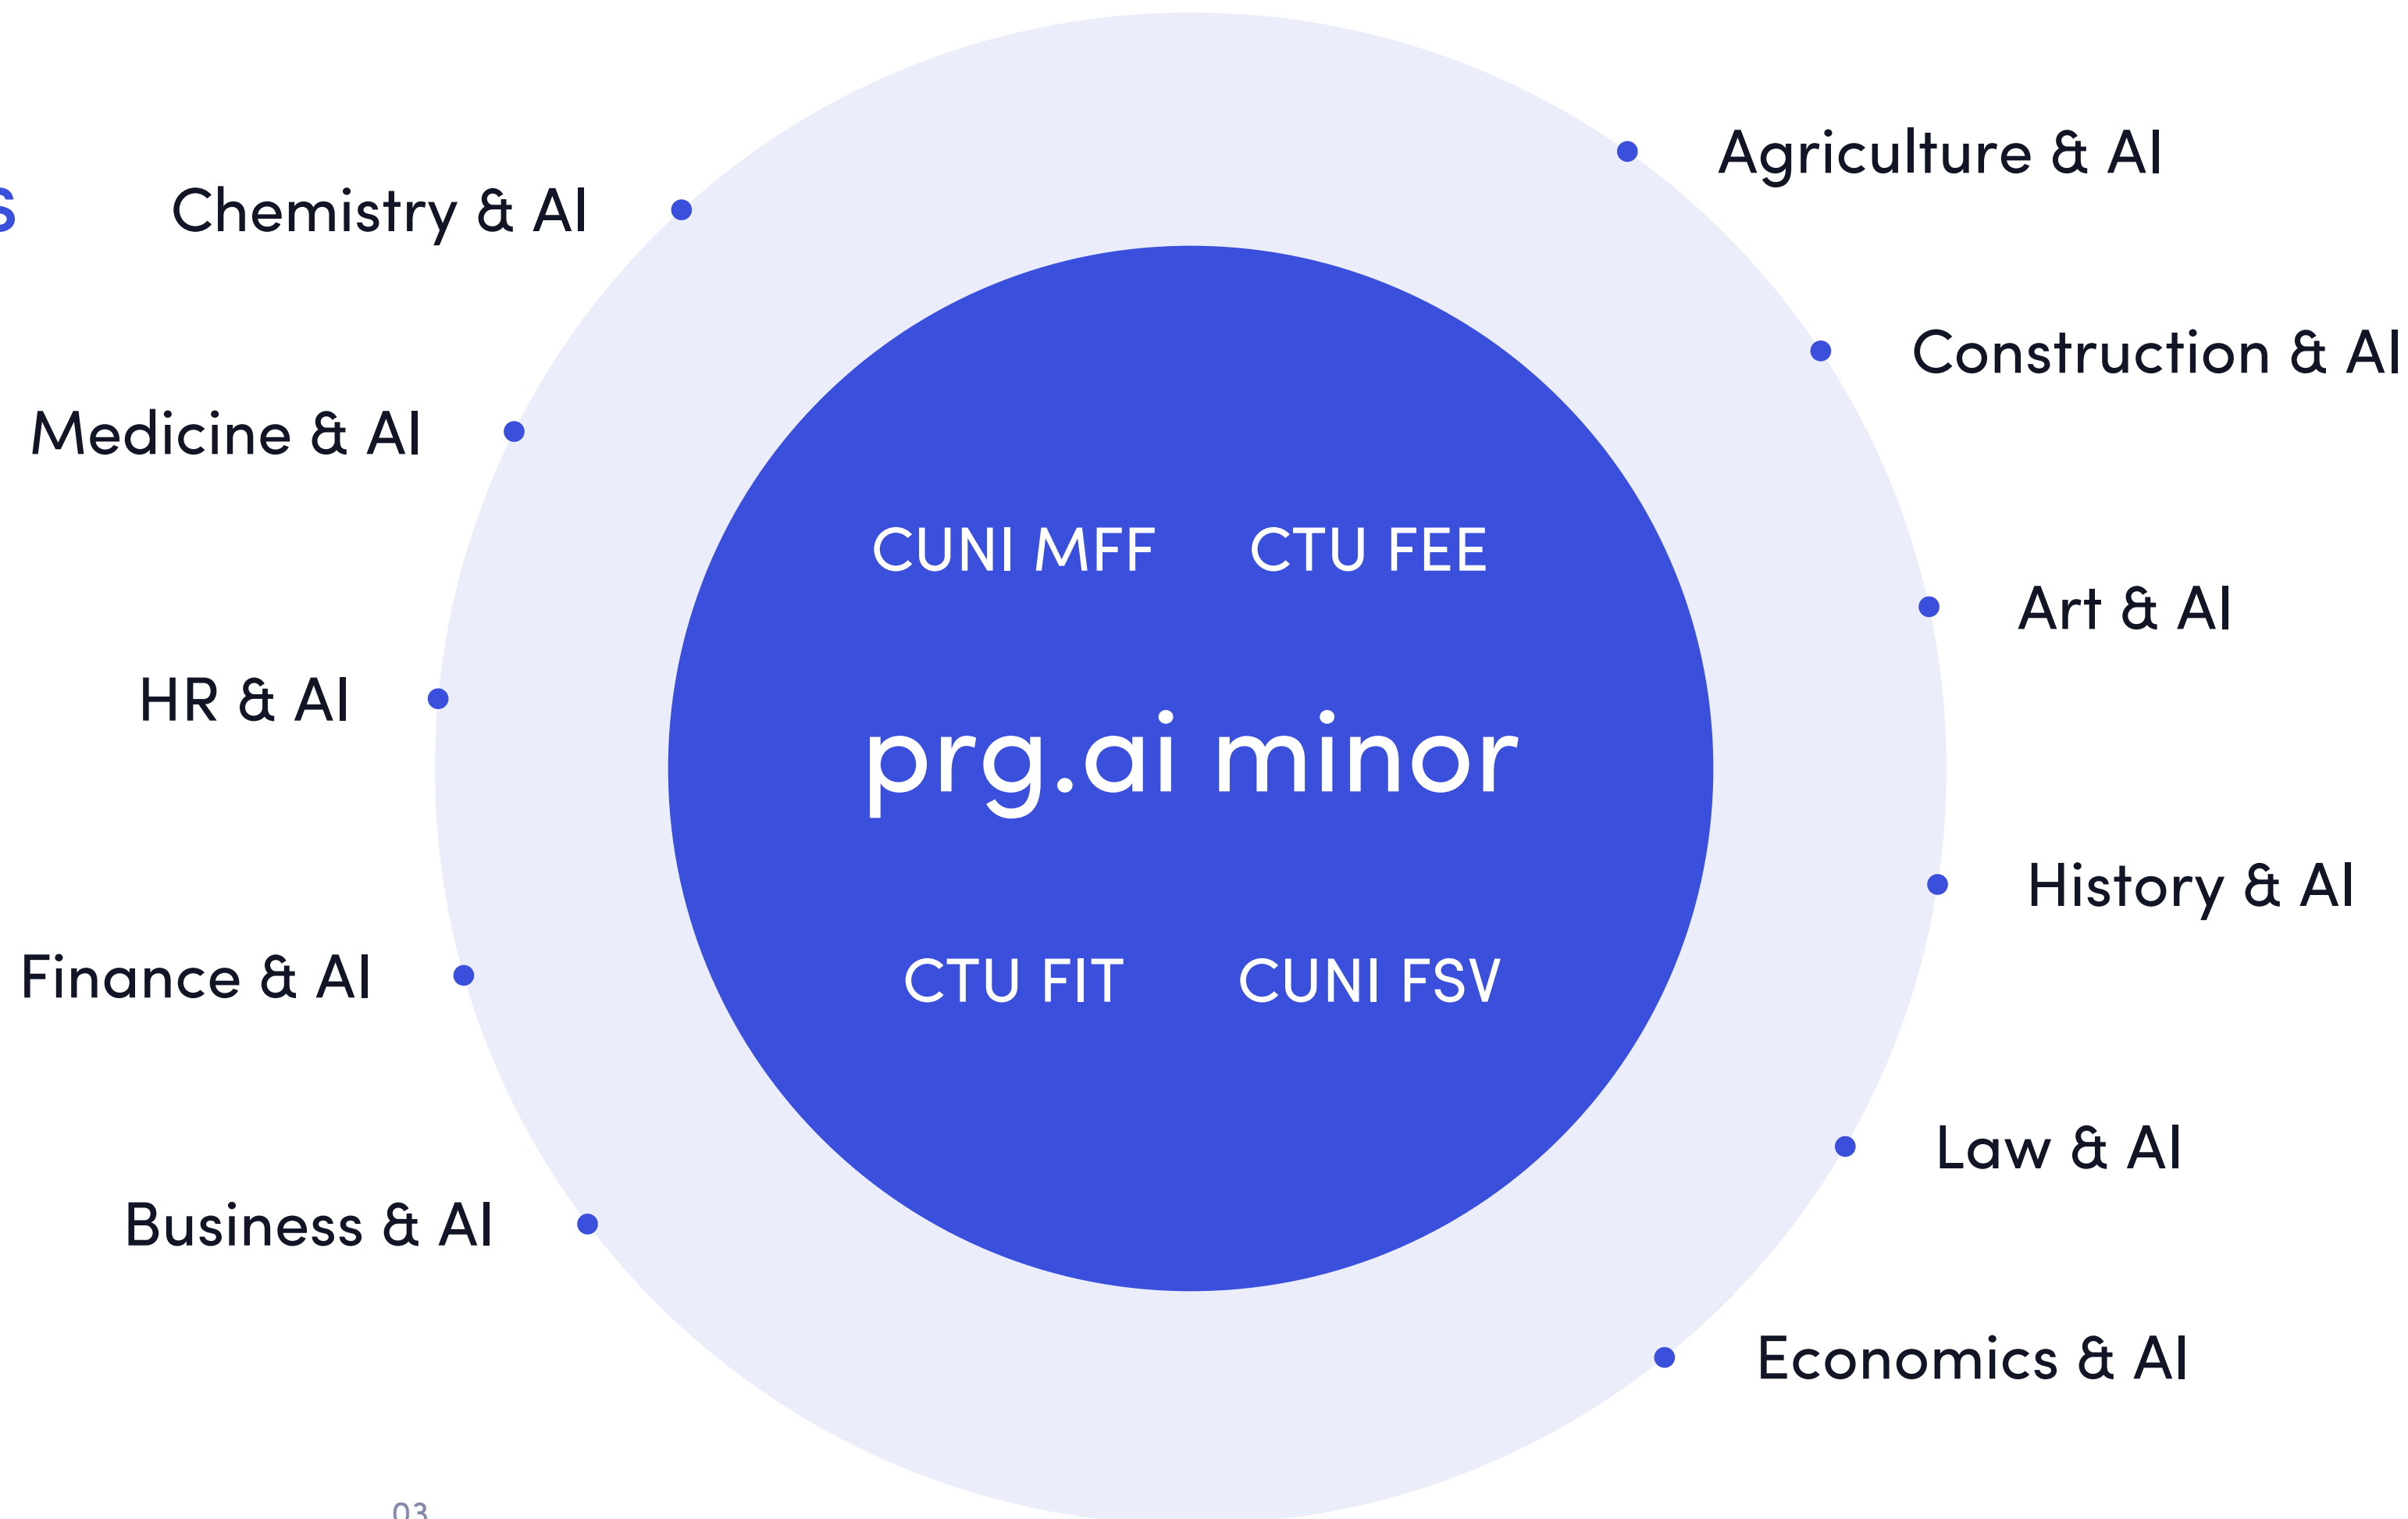 Agriculture & AI
Chemistry & AI
Construction & AI
Medicine & AI
CUNI MFF
CTU FEE
Art & AI
HR & AI
prg.ai minor
History & AI
Finance & AI
CTU FIT
CUNI FSV
Law & AI
Business & AI
Economics & AI
03